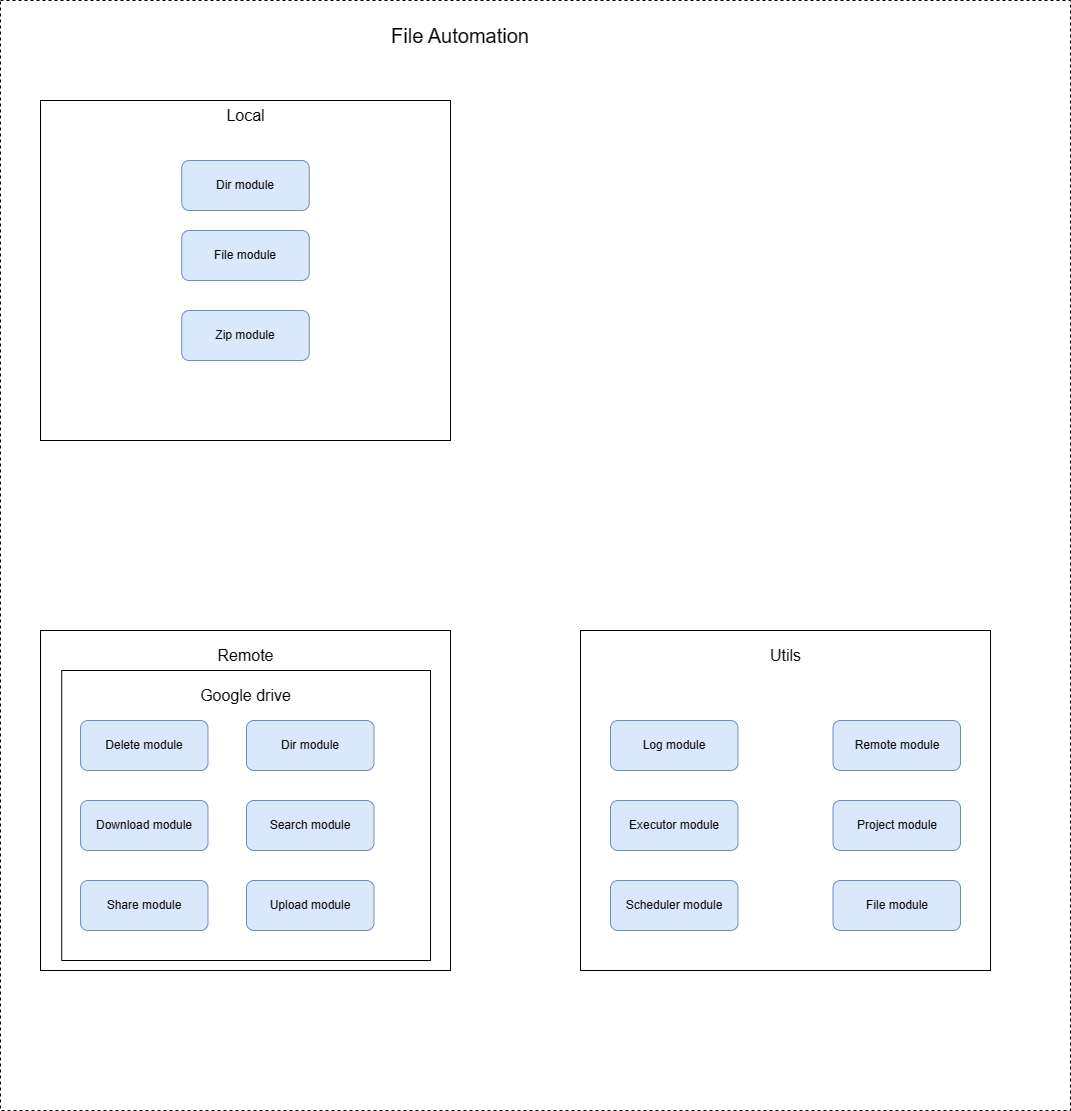 File Automation
Local
Dir module
File module
Zip module
Remote
Google drive
Delete module
Dir module
Download module
Search module
Share module
Upload module
Utils
Log module
Remote module
Executor module
Project module
Scheduler module
File module